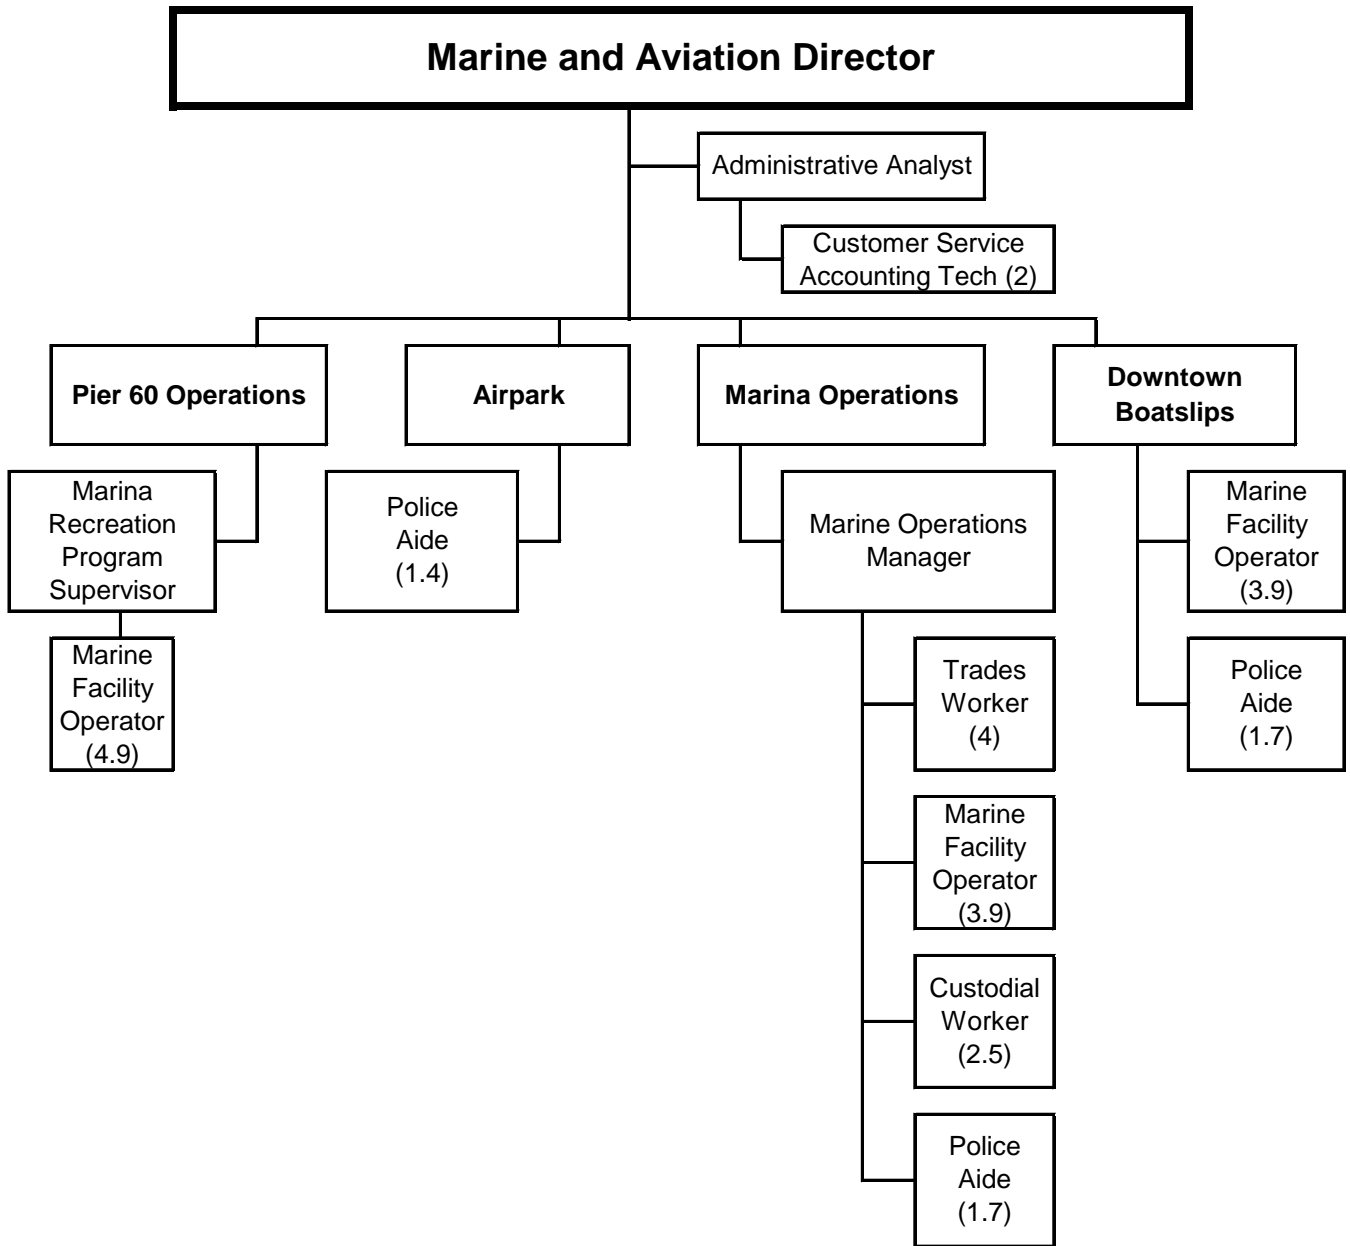 Marine and Aviation Director
Administrative Analyst
Customer Service
Accounting Tech (2)
Pier 60 Operations
Airpark
Marina Operations
Downtown
Boatslips
Marina
Recreation
Program
Supervisor
Police
Aide
(1.4)
Marine Operations
Manager
Marine
Facility
Operator
(3.9)
Marine
Facility
Operator
(4.9)
Trades
Worker
(4)
Police
Aide
(1.7)
Marine
Facility
Operator
(3.9)
Custodial
Worker
(2.5)
Police
Aide
(1.7)